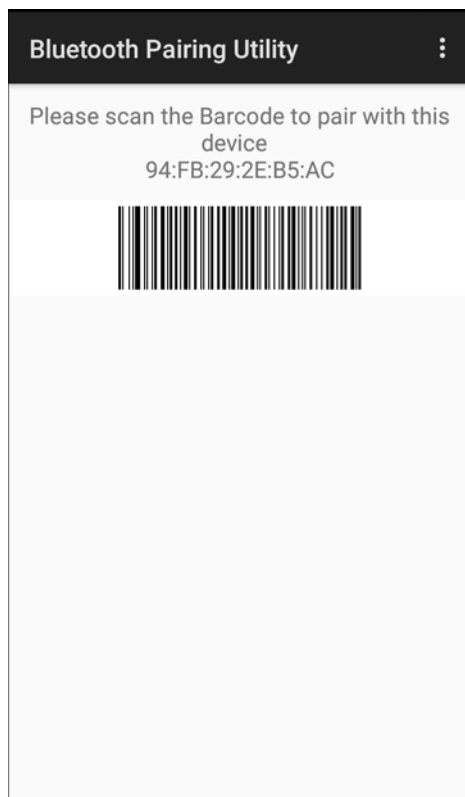 Bluetooth Pairing Utility
Please scan the Barcode to pair with this
device
94:FB:29:2E:B5:AC